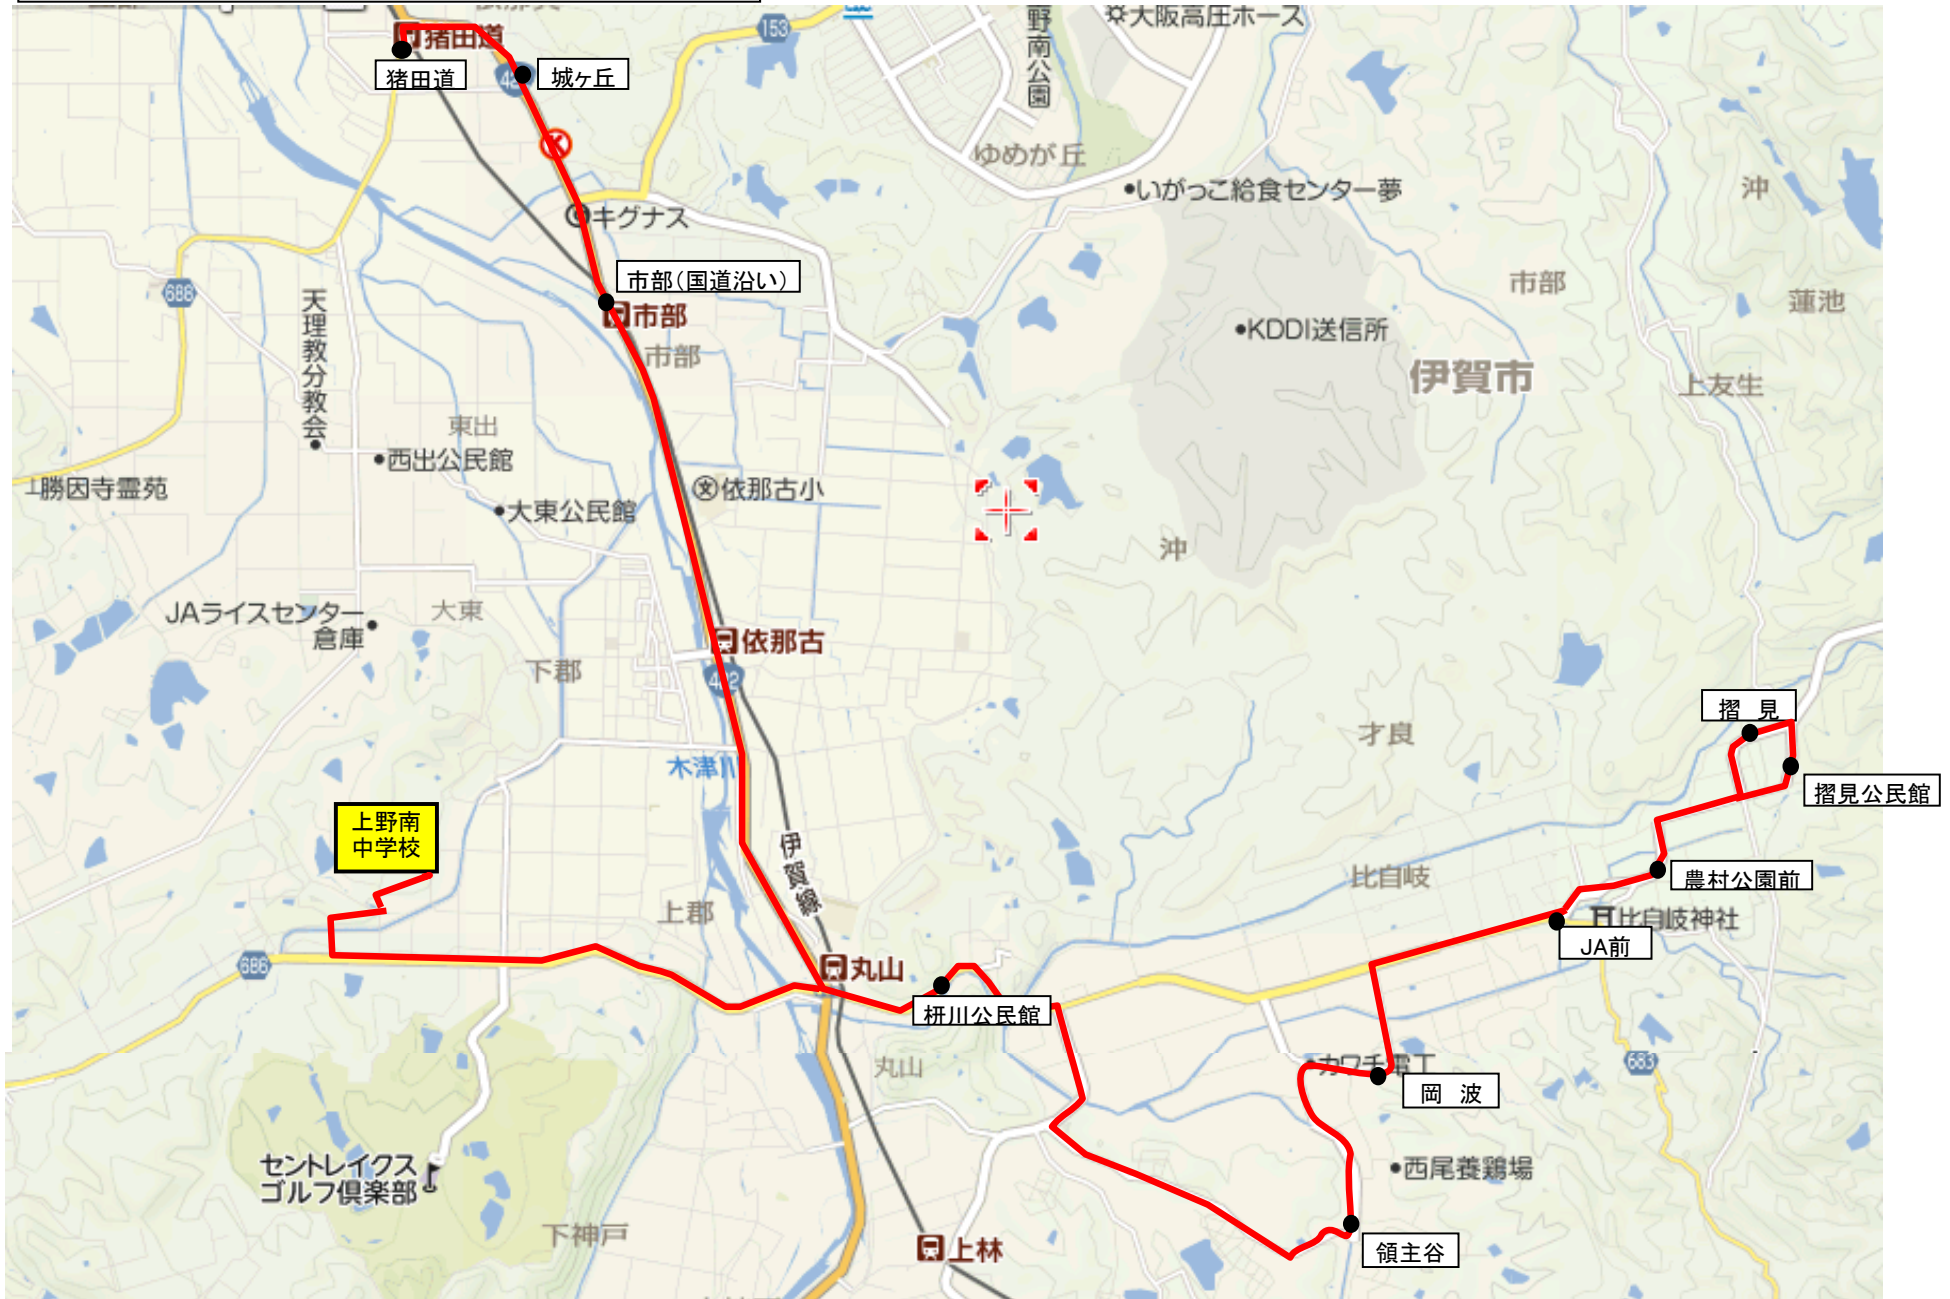 猪田道
猪田道
城ヶ丘
153
大阪高圧ホース
野南公園
ゆめが丘
いがっこ給食センター夢
沖
キグナス
市部(国道沿い)
市部
市部
688
天理教分教会
KDDI送信所
市部
蓮池
伊賀市
上友生
東出
西出公民館
勝因寺霊苑
大東公民館
依那古小
沖
JAライスセンター
倉庫
大東
下郡
依那古
422
才良
摺 見
摺見公民館
木津川
上野南
中学校
伊賀線
比自岐
農村公園前
上郡
比自岐神社
JA前
686
丸山
枡川公民館
丸山
カワチ電工
683
岡 波
セントレイクス
ゴルフ倶楽部
西尾養鶏場
下神戸
上林
領主谷